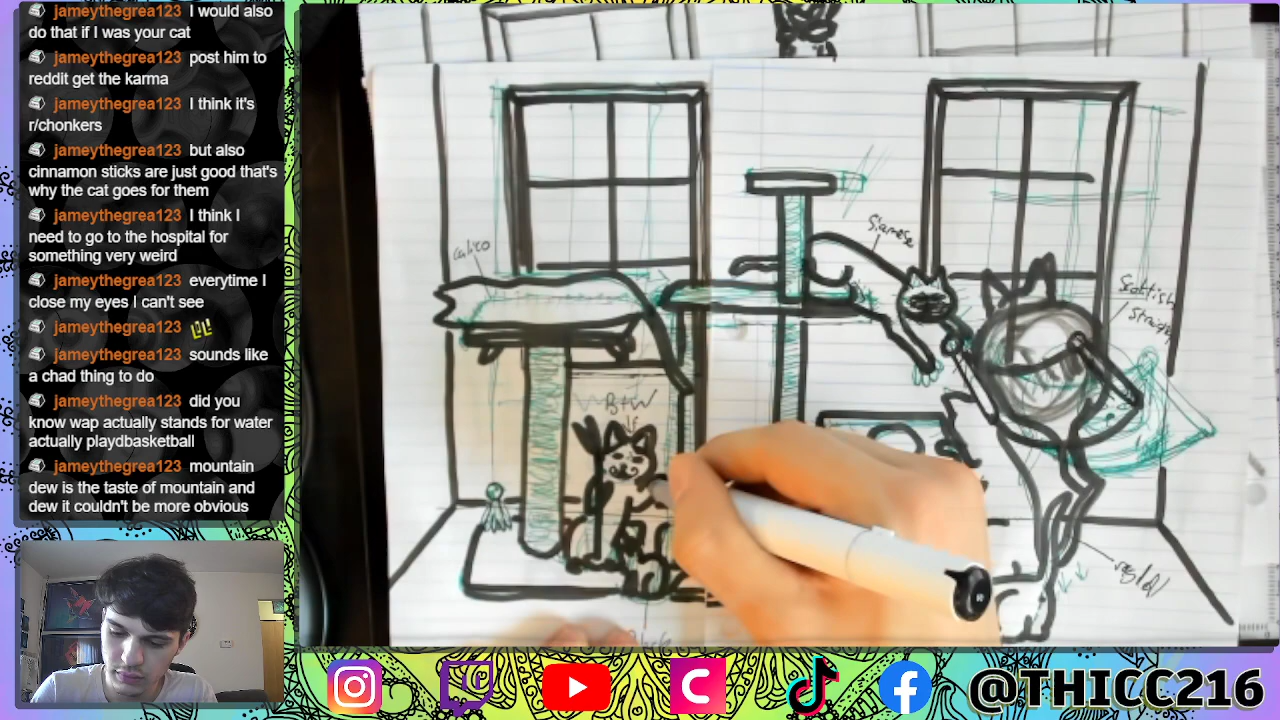 jameythegrea123 I would also
do that if I was your cat
jameythegrea123 post him to
reddit get the karma
jameythegrea123 I think it's
r/chonkers
jameythegrea123 but also
cinnamon sticks are just good that's
why the cat goes for them
jameythegrea123 I think I
need to go to the hospital for
something very weird
jameythegrea123 everytime I
close my eyes I can't see
jameythegrea123
jameythegrea123 sounds like
a chad thing to do
jameythegrea123 did you
know wap actually stands for water
actually playdbasketball
jameythegrea123 mountain
dew is the taste of mountain and
dew it couldn't be more obvious
calico
Siamese
Scottish
B+W
@THICC216